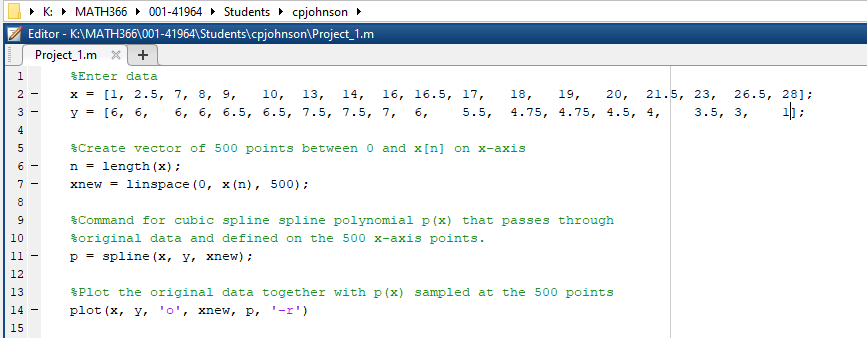 K: MATH366 001-41964 Students cpjohnson
Editor - K:\MATH366\001-41964\Students\cpjohnson\Project_1.m
Project_1.m
1 %Enter data
2 x = [1, 2.5, 7, 8, 9, 10, 13, 14, 16, 16.5, 17, 18, 19, 20, 21.5, 23, 26.5, 28];
3 y = [6, 6, 6, 6, 6.5, 6.5, 7.5, 7.5, 7, 6, 5.5, 4.75, 4.75, 4.5, 4, 3.5, 3, 1];
4
5 %Create vector of 500 points between 0 and x[n] on x-axis
6 n = length(x);
7 xnew = linspace(0, x(n), 500);
8
9 %Command for cubic spline spline polynomial p(x) that passes through
10 %original data and defined on the 500 x-axis points.
11 p = spline(x, y, xnew);
12
13 %Plot the original data together with p(x) sampled at the 500 points
14 plot(x, y, 'o', xnew, p, '-r')
15